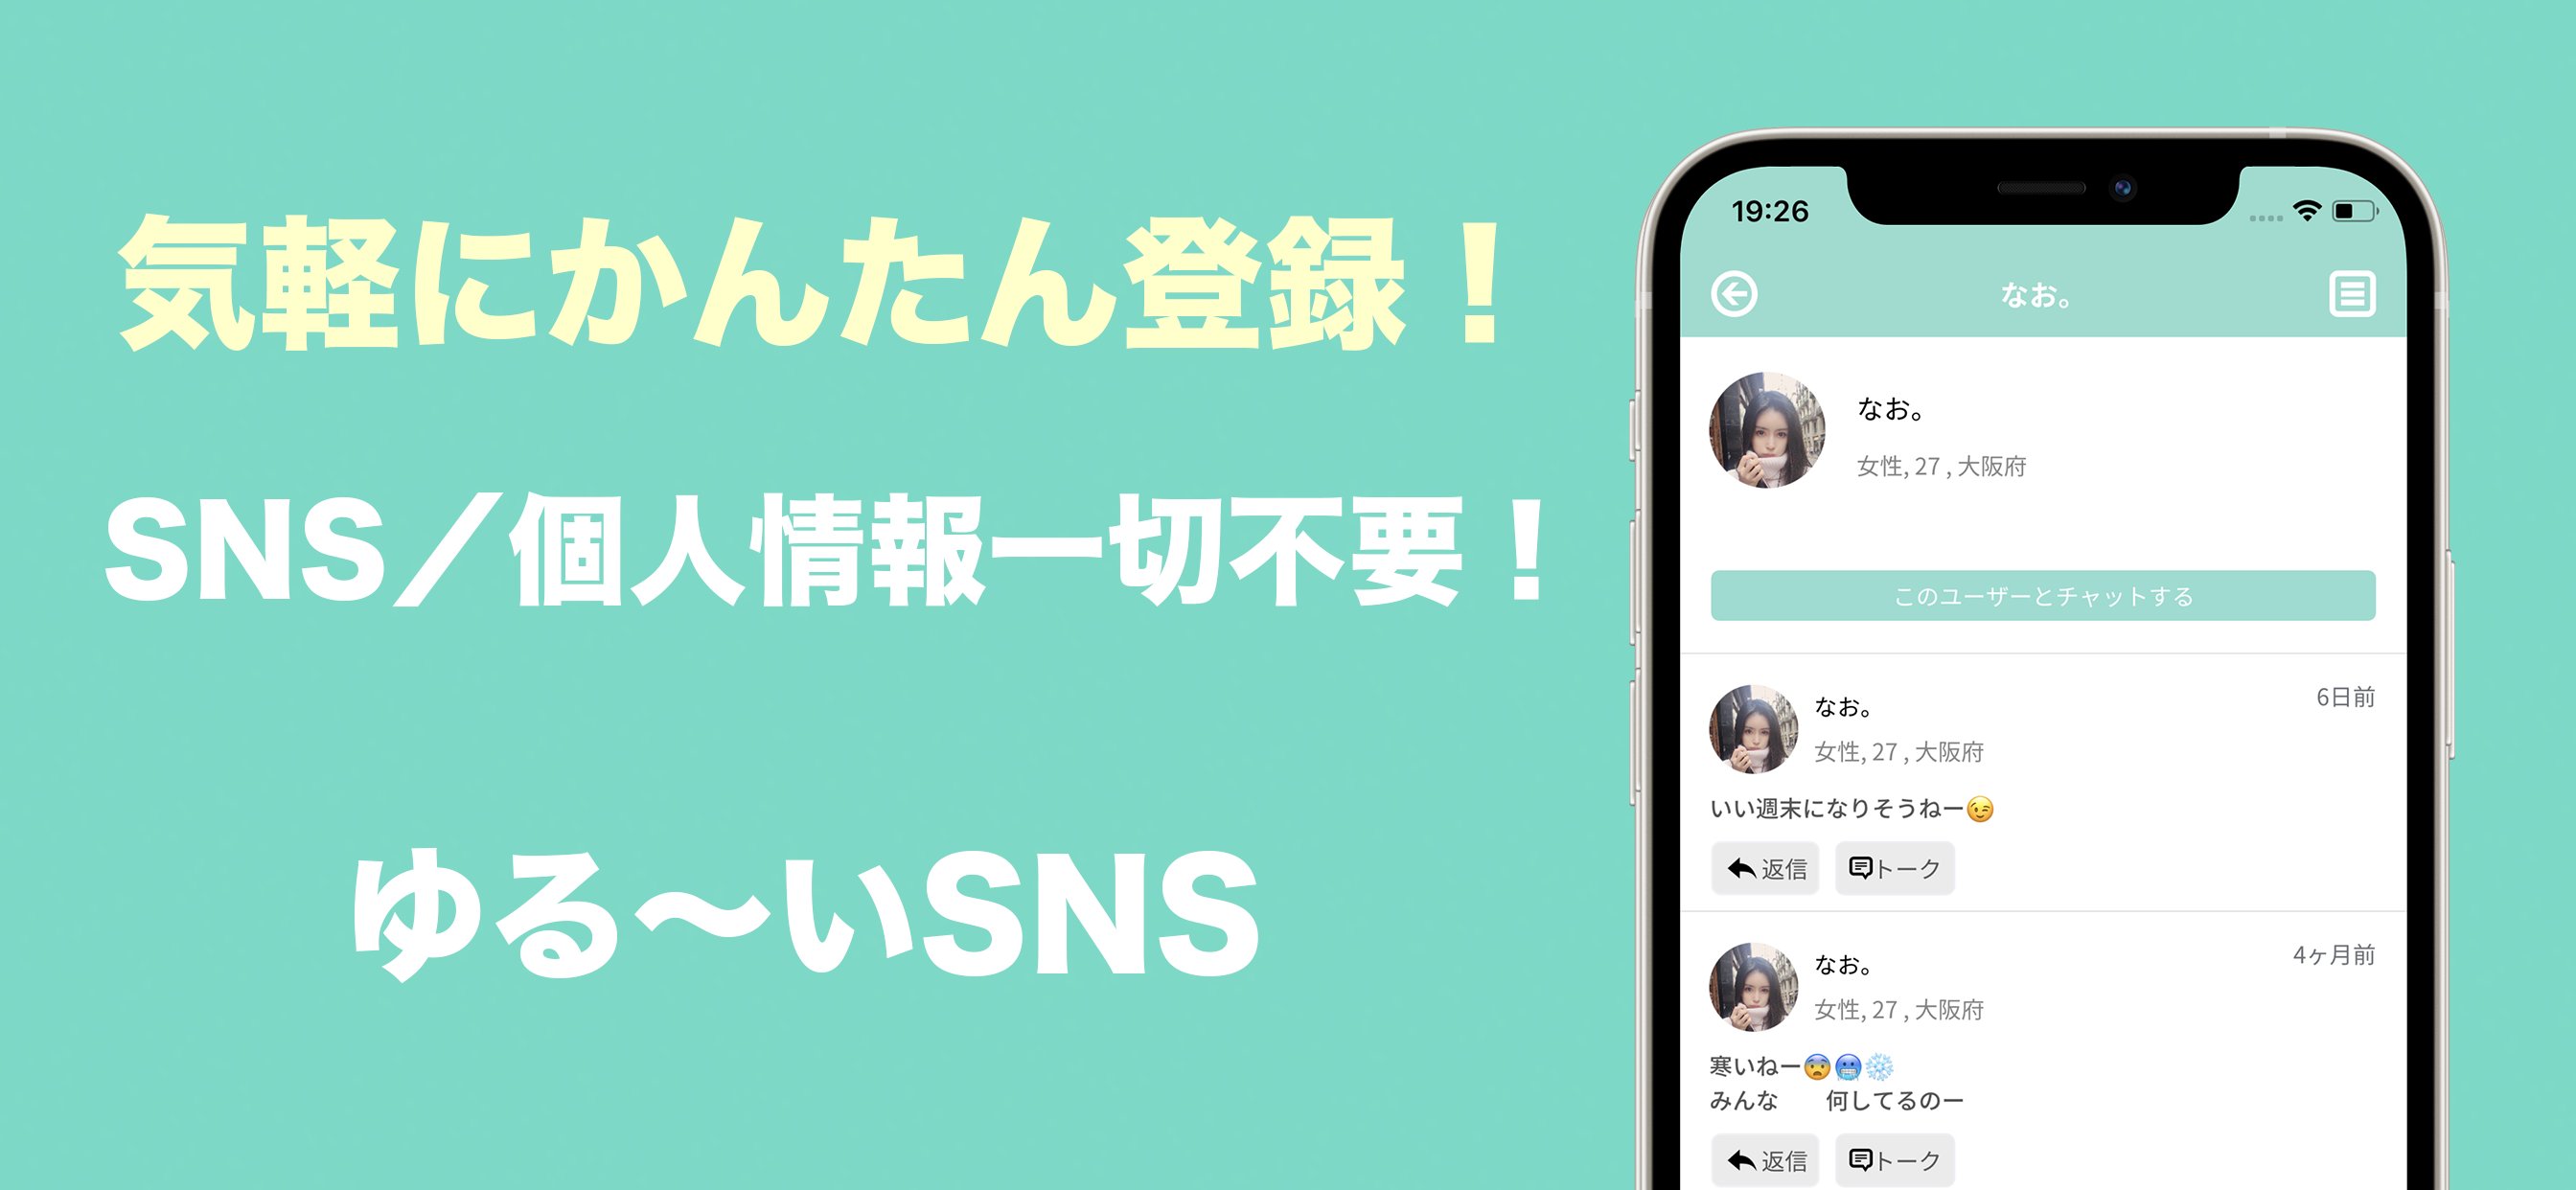 気軽にかんたん登録！
SNS／個人情報一切不要！
ゆる〜いSNS
19:26
なお。
なお。
女性, 27 , 大阪府
このユーザーとチャットする
なお。
6日前
女性, 27 , 大阪府
いい週末になりそうねー😉
返信 トーク
なお。
4ヶ月前
女性, 27 , 大阪府
寒いねー😨🥶❄️
みんな　　何してるのー
返信 トーク